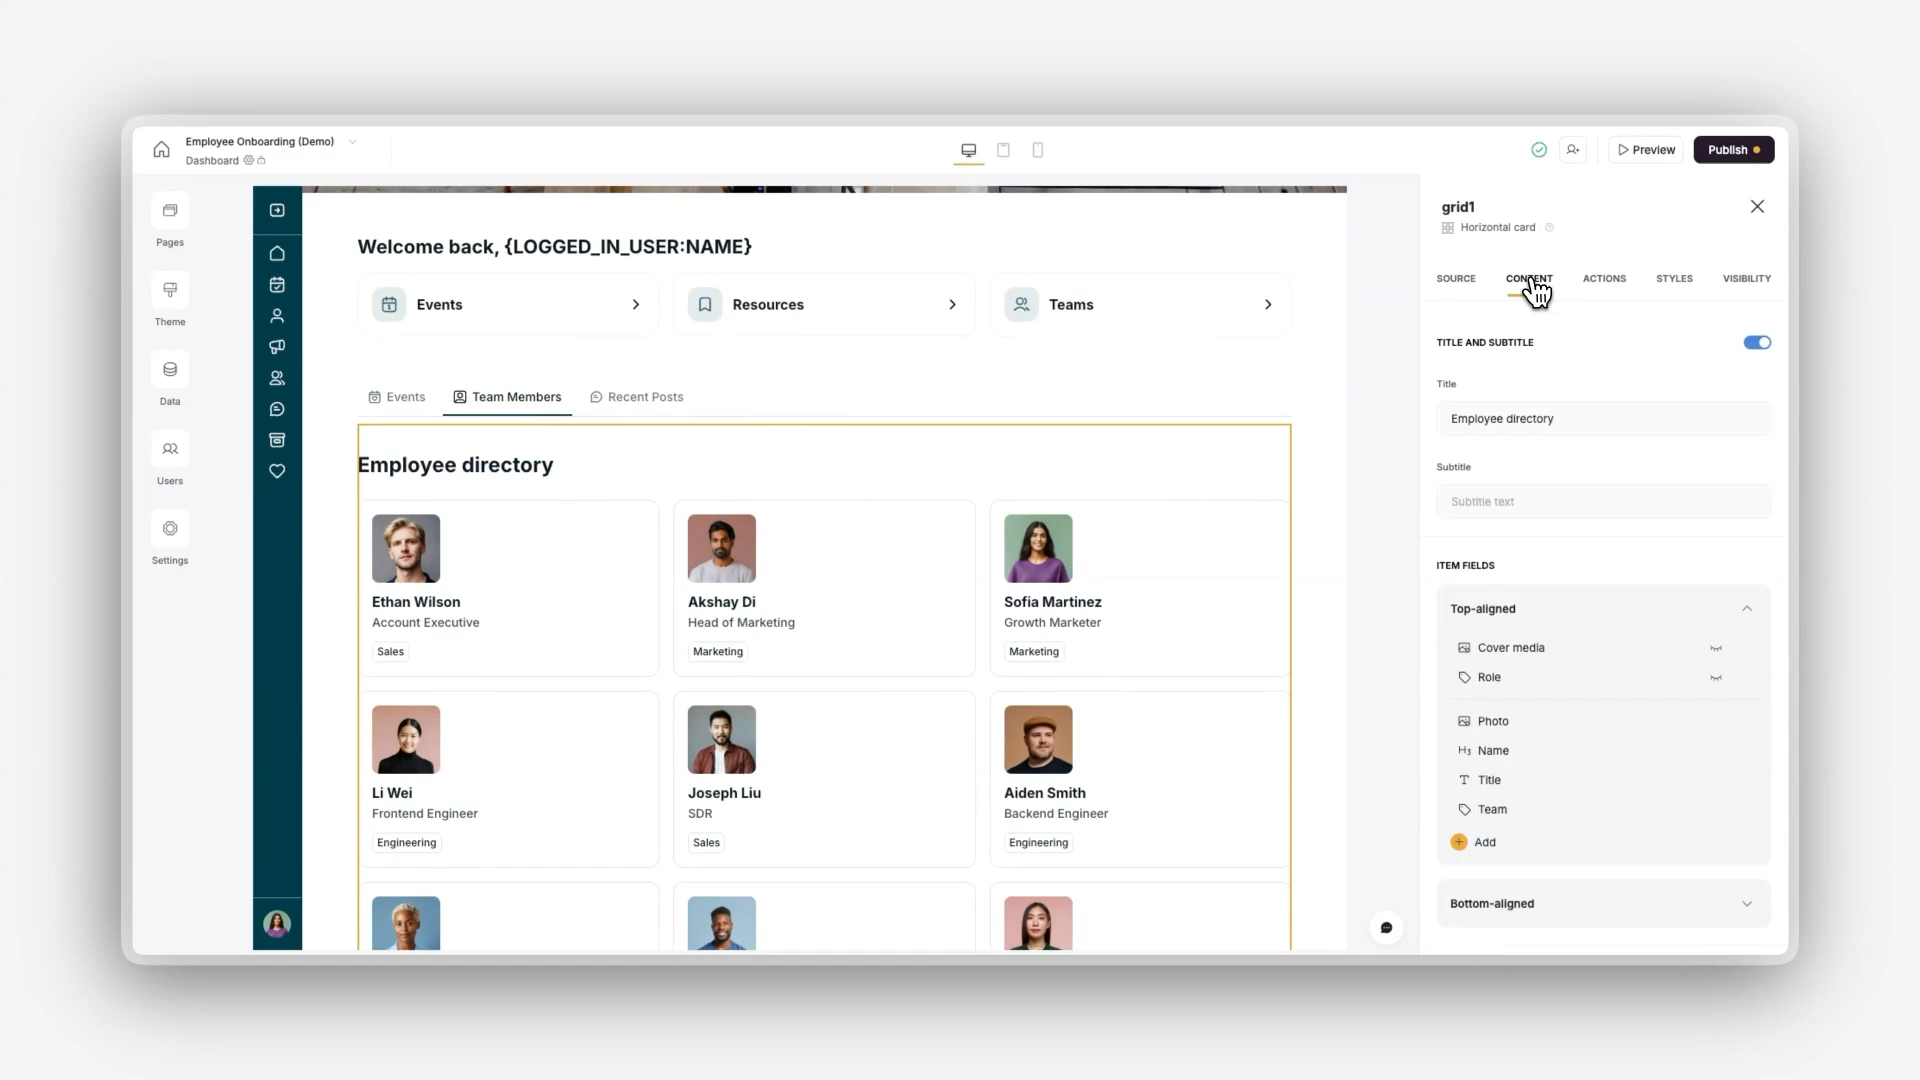 Employee Onboarding (Demo)
Dashboard
Preview
Publish
Pages
Theme
Data
Users
Settings
Welcome back, {LOGGED_IN_USER:NAME}
Events
Resources
Teams
Events
Team Members
Recent Posts
Employee directory
Ethan Wilson
Account Executive
Sales
Akshay Di
Head of Marketing
Marketing
Sofia Martinez
Growth Marketer
Marketing
Li Wei
Frontend Engineer
Engineering
Joseph Liu
SDR
Sales
Aiden Smith
Backend Engineer
Engineering
grid1
Horizontal card
SOURCE
CONTENT
ACTIONS
STYLES
VISIBILITY
TITLE AND SUBTITLE
Title
Employee directory
Subtitle
Subtitle text
ITEM FIELDS
Top-aligned
Cover media
Role
Photo
H3 Name
T Title
Team
Add
Bottom-aligned